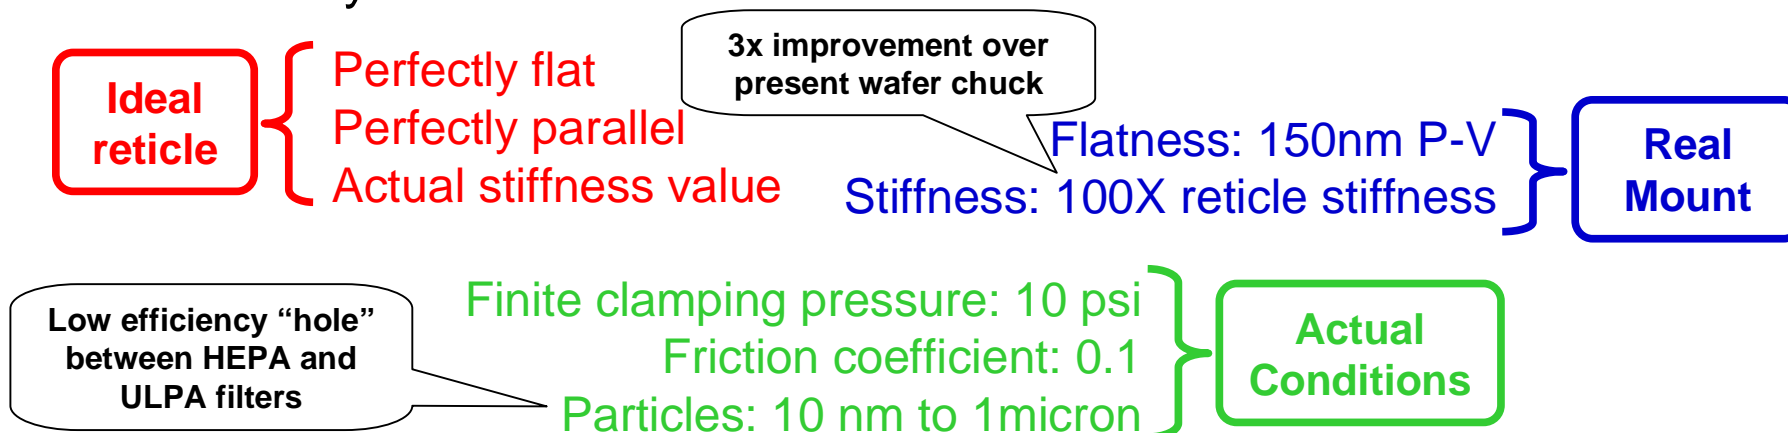 Ideal
reticle
Perfectly flat
Perfectly parallel
Actual stiffness value
3x improvement over
present wafer chuck
Flatness: 150nm P-V
Stiffness: 100X reticle stiffness
Real
Mount
Low efficiency “hole”
between HEPA and
ULPA filters
Finite clamping pressure: 10 psi
Friction coefficient: 0.1
Particles: 10 nm to 1micron
Actual
Conditions